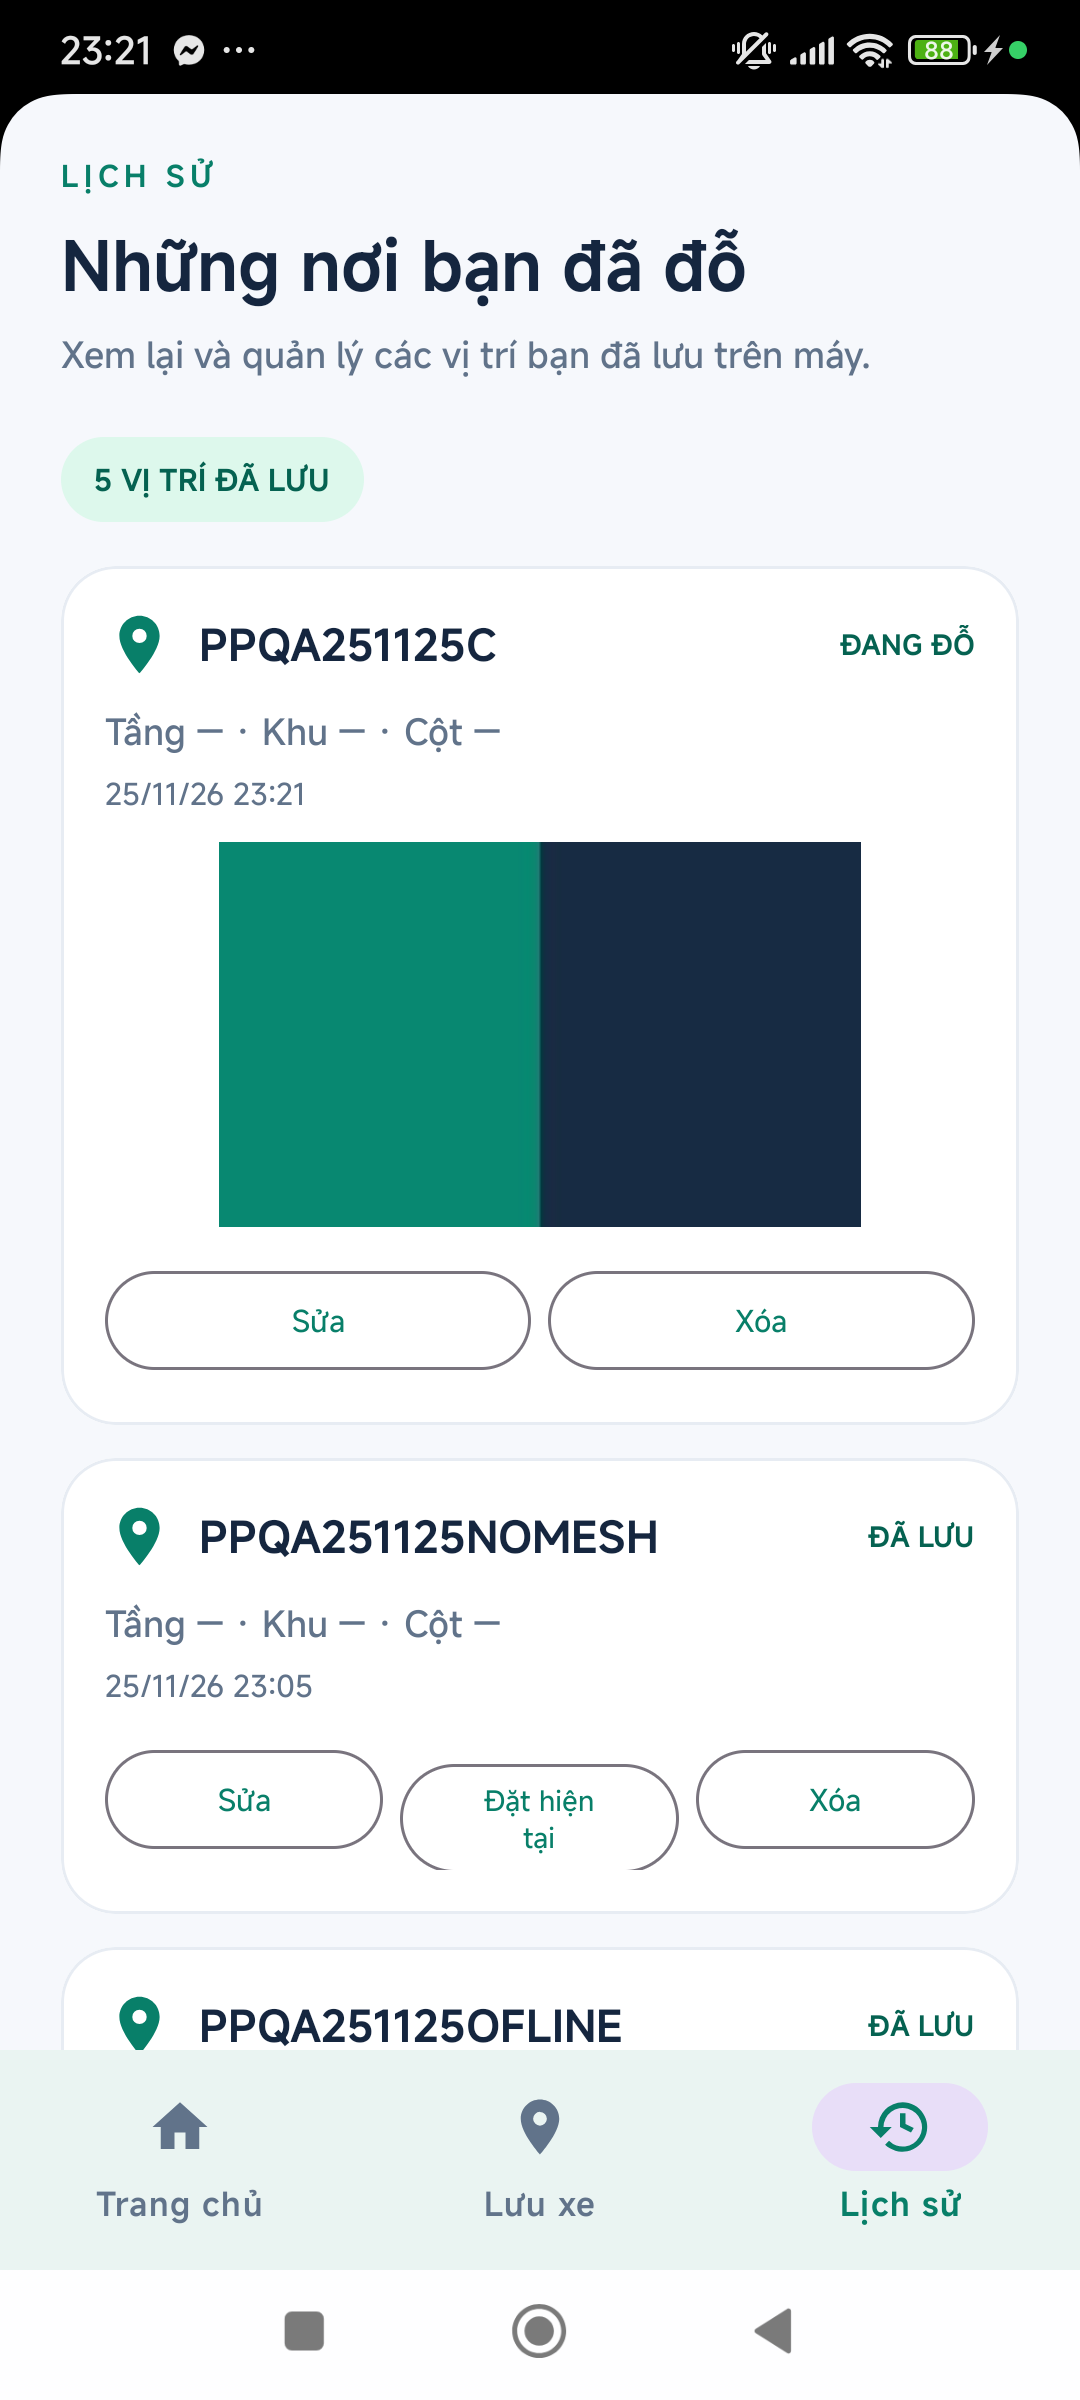 23:21
88
LỊCH SỬ
Những nơi bạn đã đỗ
Xem lại và quản lý các vị trí bạn đã lưu trên máy.
5 VỊ TRÍ ĐÃ LƯU
PPQA251125C
ĐANG ĐỖ
Tầng — · Khu — · Cột —
25/11/26 23:21
Sửa
Xóa
PPQA251125NOMESH
ĐÃ LƯU
Tầng — · Khu — · Cột —
25/11/26 23:05
Sửa
Đặt hiện
tại
Xóa
PPQA251125OFLINE
ĐÃ LƯU
Trang chủ
Lưu xe
Lịch sử